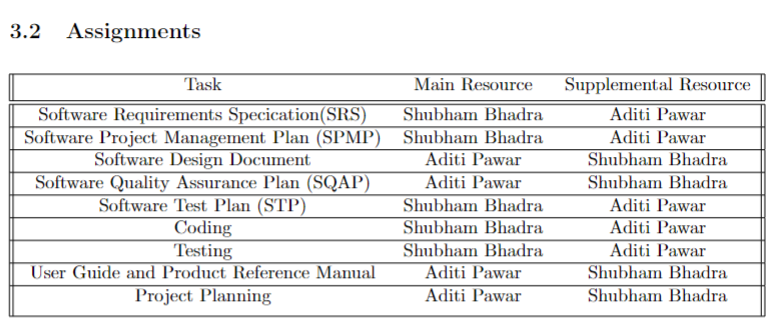 3.2 Assignments
Task Main Resource Supplemental Resource
Software Requirements Specication(SRS) Shubham Bhadra Aditi Pawar
Software Project Management Plan (SPMP) Shubham Bhadra Aditi Pawar
Software Design Document Aditi Pawar Shubham Bhadra
Software Quality Assurance Plan (SQAP) Aditi Pawar Shubham Bhadra
Software Test Plan (STP) Shubham Bhadra Aditi Pawar
Coding Shubham Bhadra Aditi Pawar
Testing Shubham Bhadra Aditi Pawar
User Guide and Product Reference Manual Aditi Pawar Shubham Bhadra
Project Planning Aditi Pawar Shubham Bhadra